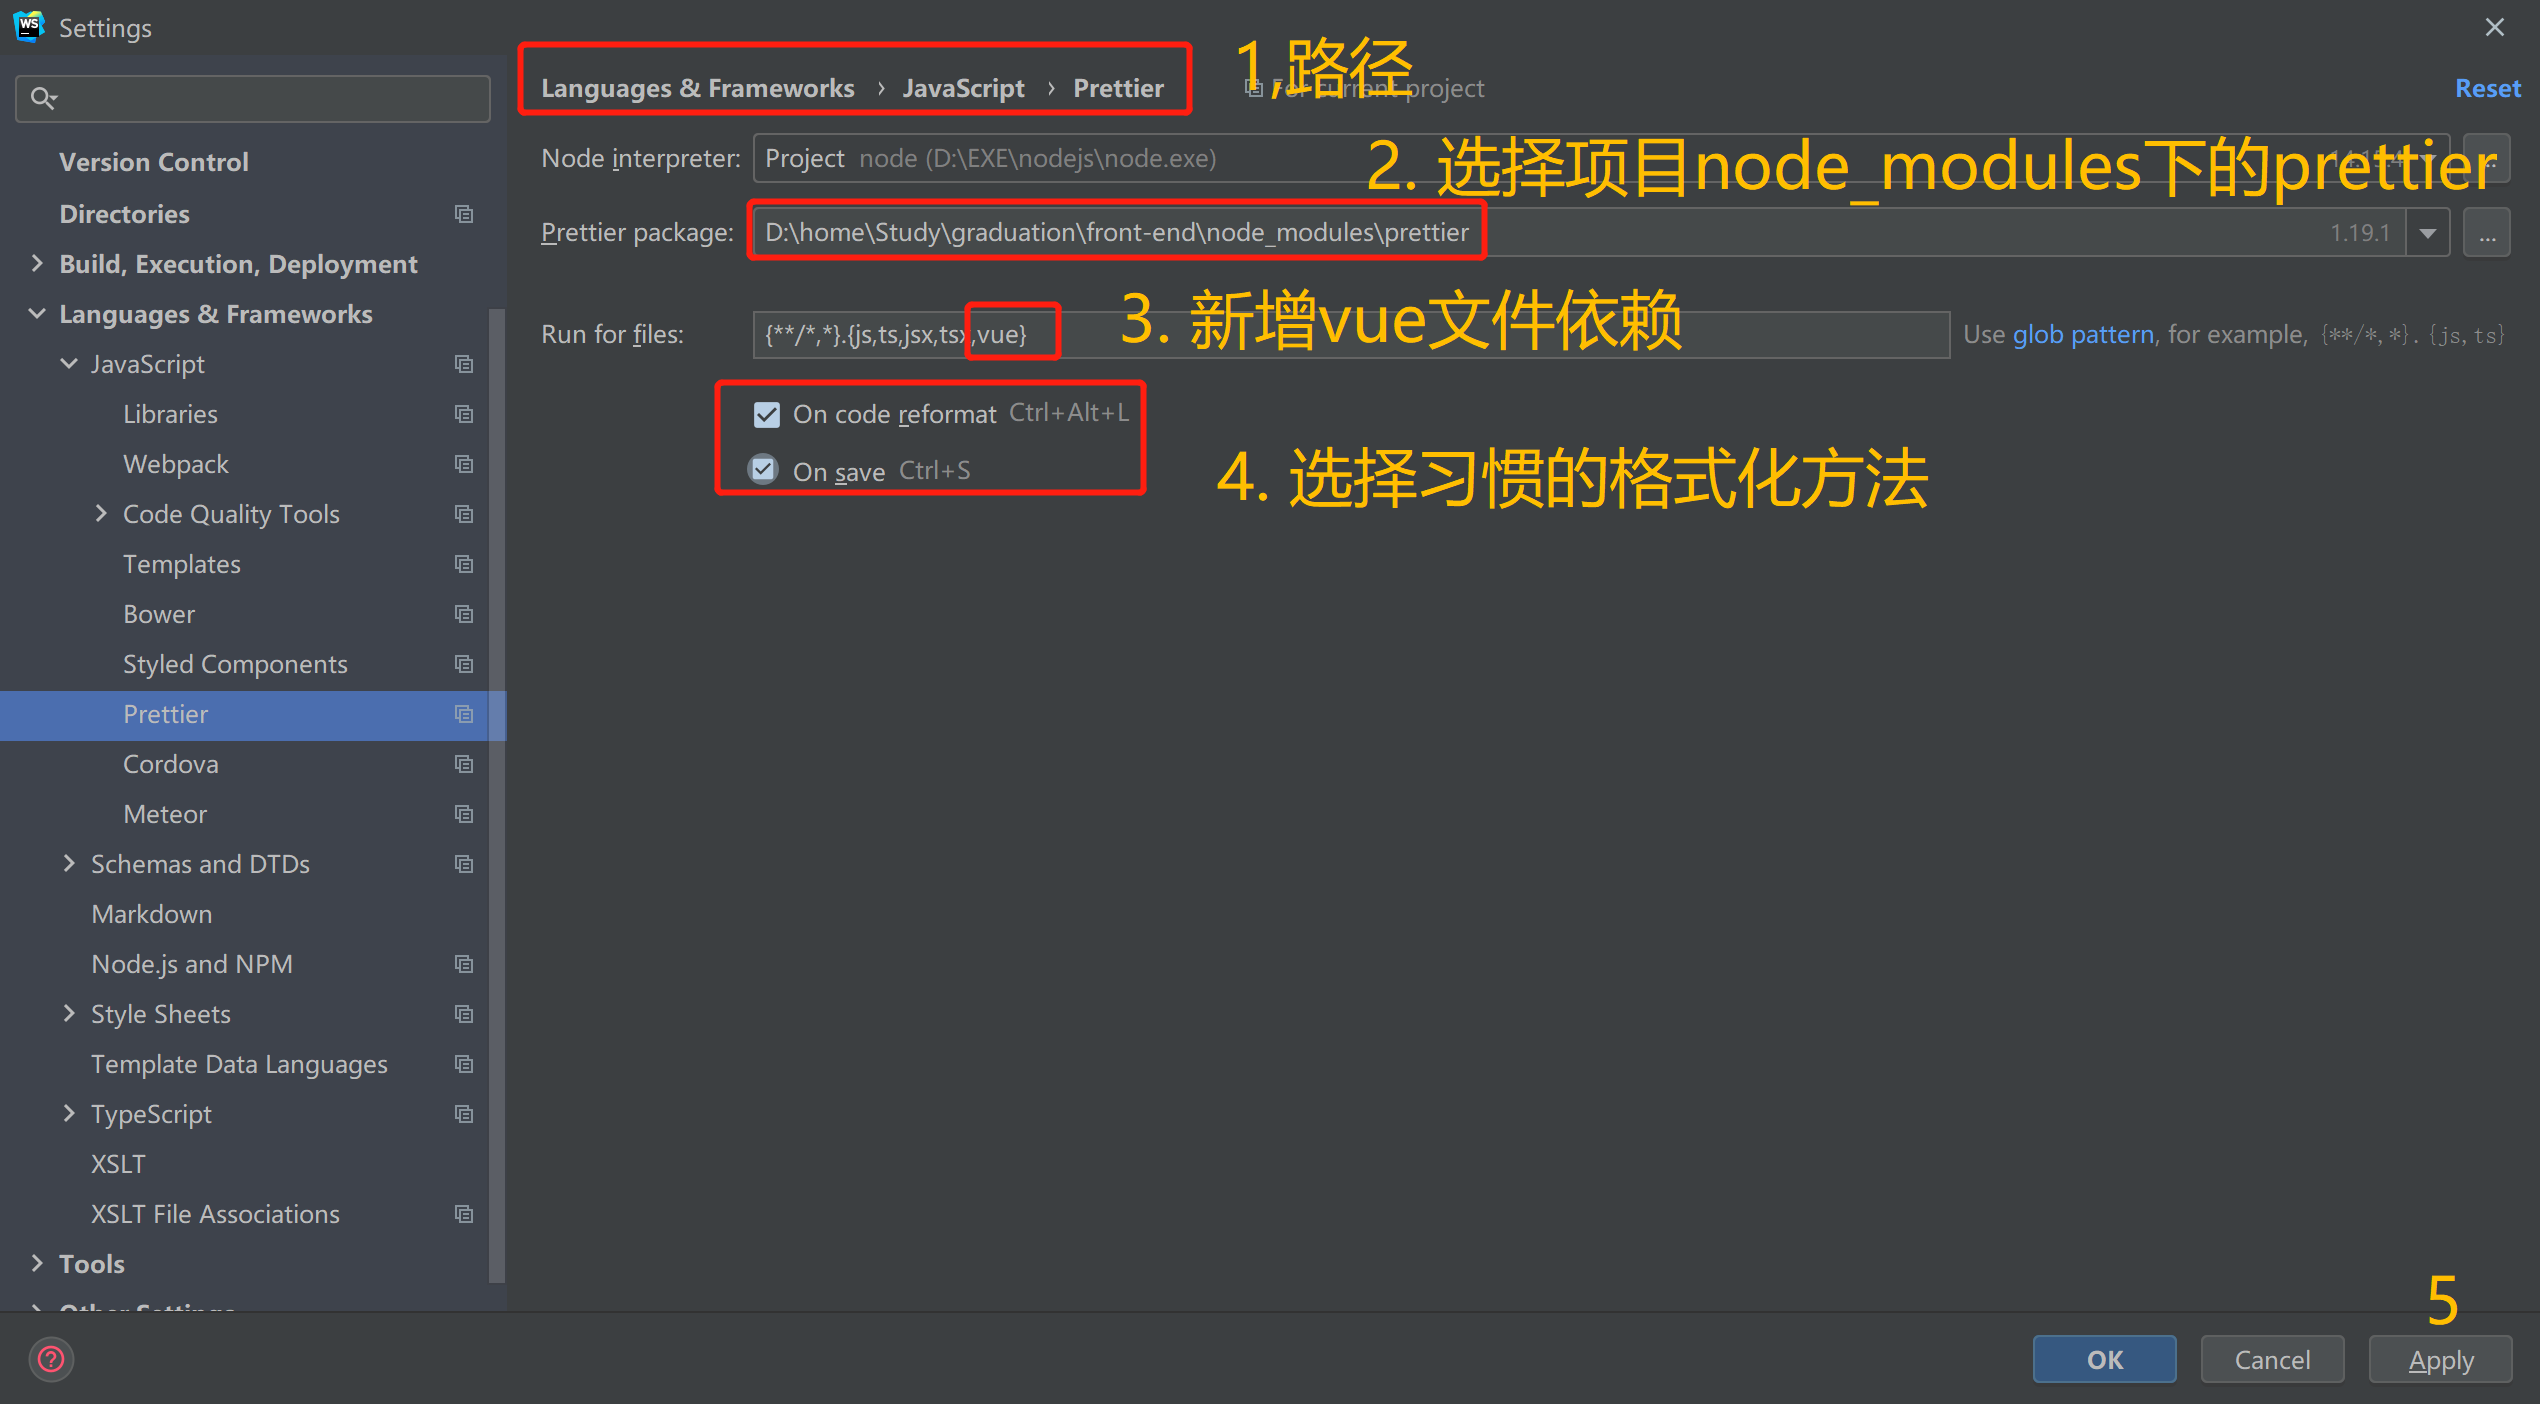 WS
Settings
Languages & Frameworks › JavaScript › Prettier
For current project
1,路径
Reset
Version Control
Directories
Build, Execution, Deployment
Languages & Frameworks
JavaScript
Libraries
Webpack
Code Quality Tools
Templates
Bower
Styled Components
Prettier
Cordova
Meteor
Schemas and DTDs
Markdown
Node.js and NPM
Style Sheets
Template Data Languages
TypeScript
XSLT
XSLT File Associations
Tools
Other Settings
Node interpreter: Project node (D:\EXE\nodejs\node.exe)
2. 选择项目node_modules下的prettier
Prettier package: D:\home\Study\graduation\front-end\node_modules\prettier 1.19.1 ...
Run for files: {**/*,*}.{js,ts,jsx,tsx,vue} Use glob pattern, for example, {**/*,*}.{js,ts}
3. 新增vue文件依赖
On code reformat Ctrl+Alt+L
On save Ctrl+S
4. 选择习惯的格式化方法
5
?
OK Cancel Apply